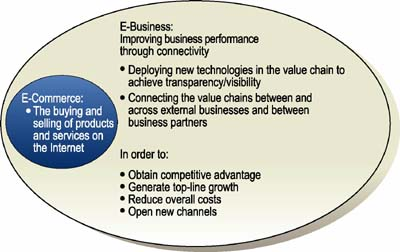 E-Business:
Improving business performance
through connectivity
• Deploying new technologies in the value chain to
achieve transparency/visibility
• Connecting the value chains between and
across external businesses and between
business partners
E-Commerce:
• The buying and
selling of products
and services on
the Internet
In order to:
• Obtain competitive advantage
• Generate top-line growth
• Reduce overall costs
• Open new channels